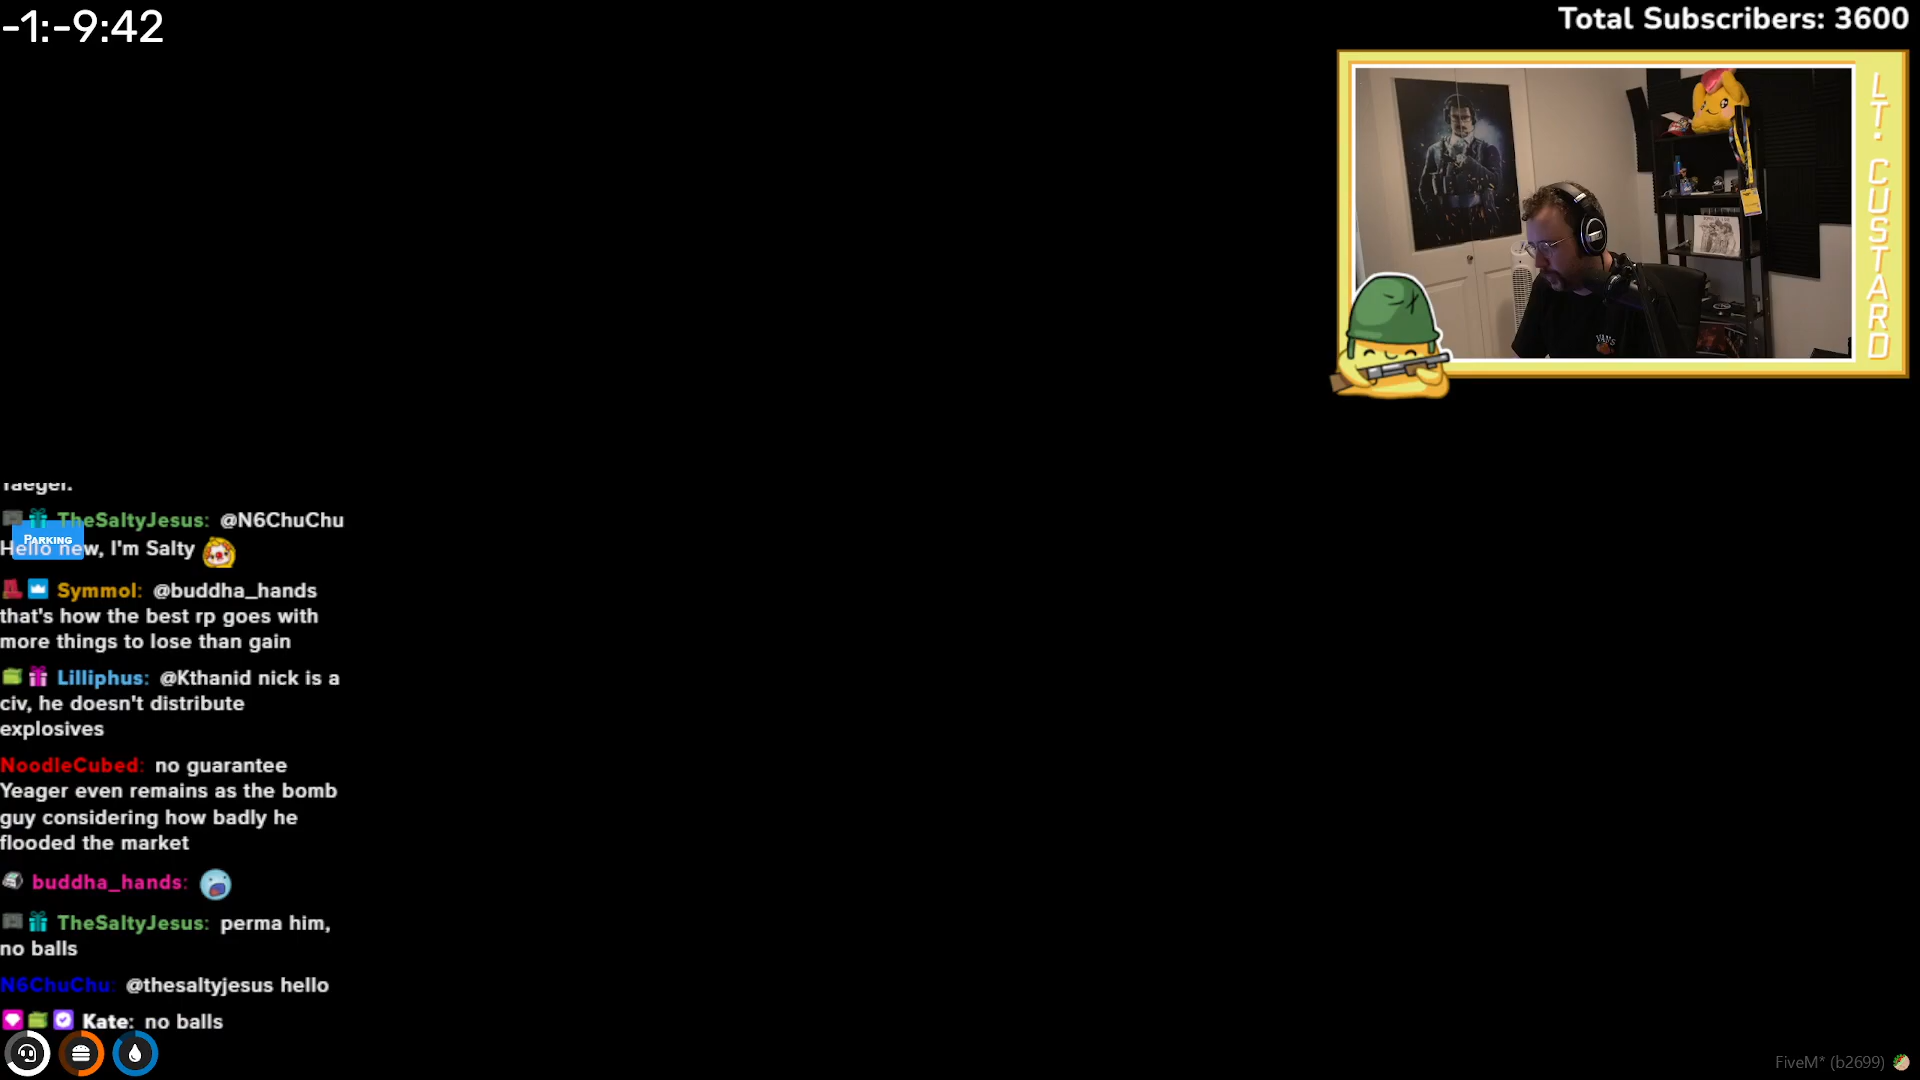 -1:-9:42
Total Subscribers: 3600
LT. CUSTARD
VANS
Yaeger.
TheSaltyJesus: @N6ChuChu
PARKING
Hello new, I'm Salty
Symmol: @buddha_hands
that's how the best rp goes with
more things to lose than gain
Lilliphus: @Kthanid nick is a
civ, he doesn't distribute
explosives
NoodleCubed: no guarantee
Yeager even remains as the bomb
guy considering how badly he
flooded the market
buddha_hands:
TheSaltyJesus: perma him,
no balls
N6ChuChu: @thesaltyjesus hello
Kate: no balls
FiveM* (b2699)